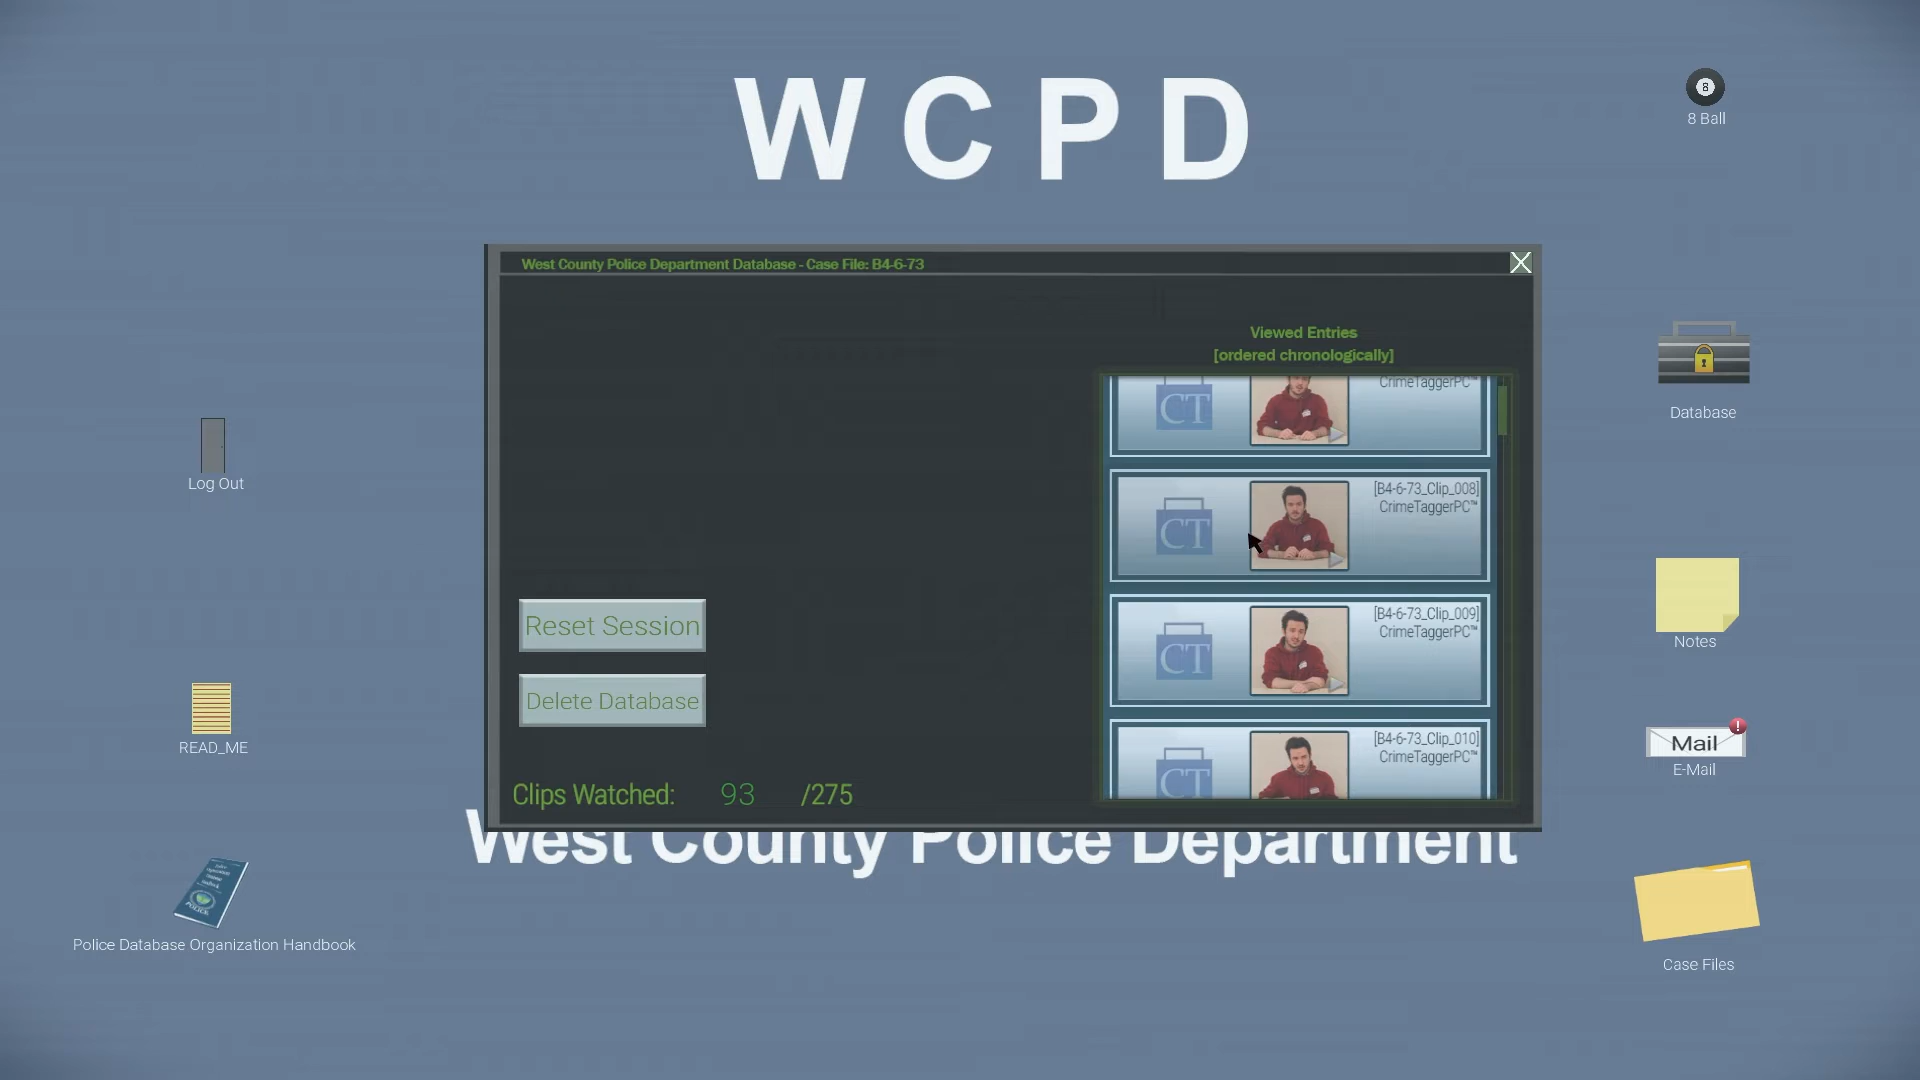 W C P D
8
8 Ball
West County Police Department Database - Case File: B4-6-73
Viewed Entries
[ordered chronologically]
CT
CrimeTaggerPC™
CT
[B4-6-73_Clip_008]
CrimeTaggerPC™
CT
[B4-6-73_Clip_009]
CrimeTaggerPC™
CT
[B4-6-73_Clip_010]
CrimeTaggerPC™
Reset Session
Delete Database
Clips Watched: 93 /275
West County Police Department
Log Out
READ_ME
POLICE
Police Database Organization Handbook
Database
Notes
Mail
!
E-Mail
Case Files